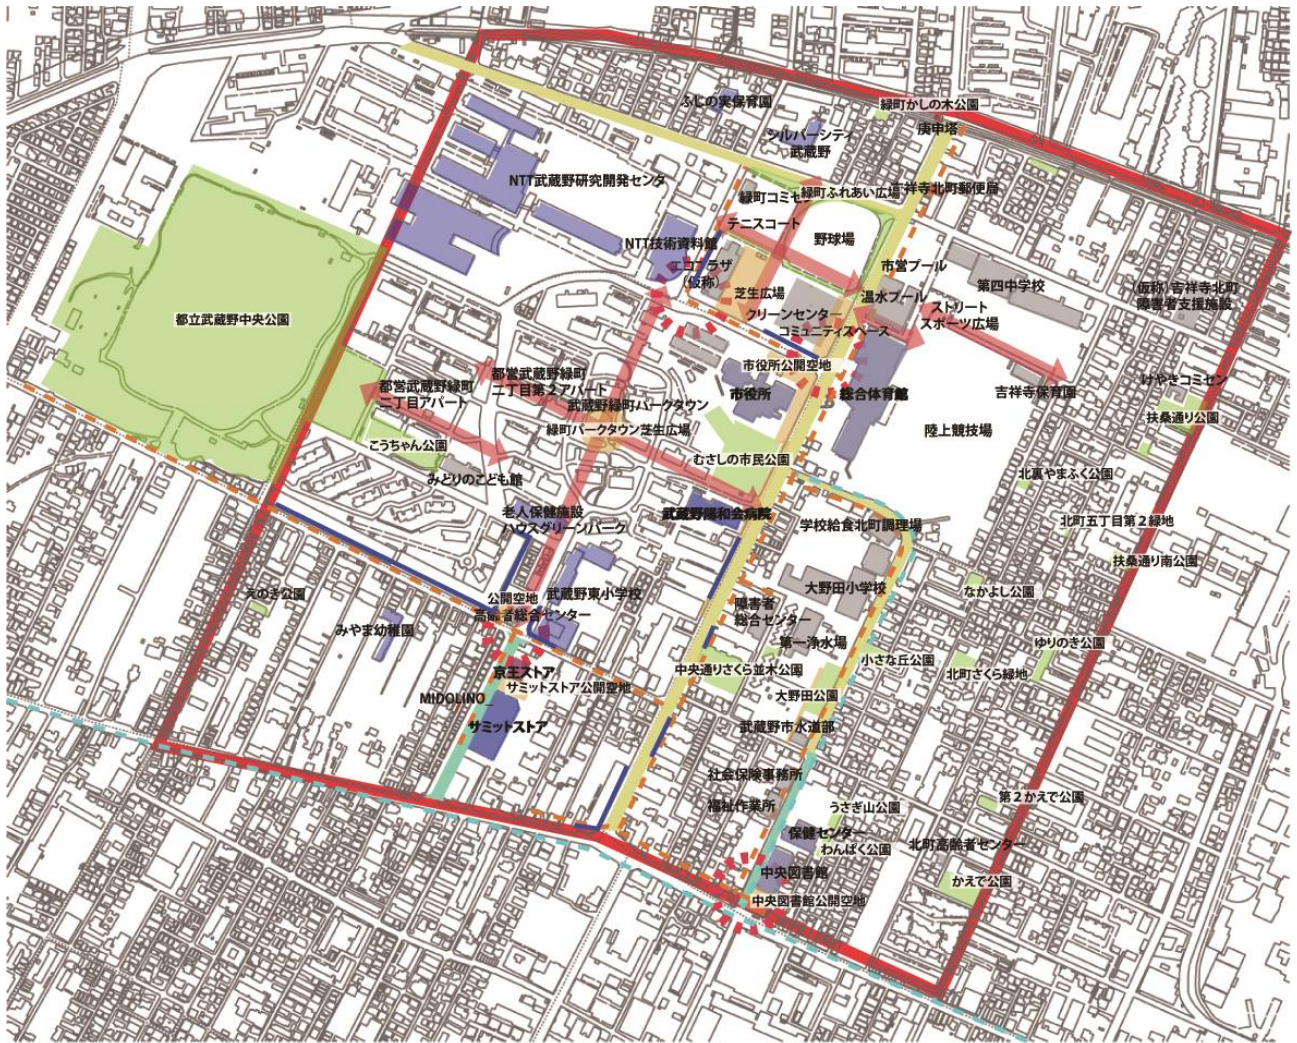 ふじの実保育園
緑町かしの木公園
シルバーシティ
武蔵野
庚申塔
NTT武蔵野研究開発センタ
緑町コミセン
緑町ふれあい広場
吉祥寺北町郵便局
テニスコート
NTT技術資料館
野球場
エコプラザ
(仮称)
市営プール
第四中学校
(仮称)吉祥寺北町
障害者支援施設
芝生広場
温水プール
ストリート
スポーツ広場
都立武蔵野中央公園
クリーンセンター
コミュニティスペース
市役所公開空地
都営武蔵野緑町
二丁目第2アパート
都営武蔵野緑町
二丁目アパート
市役所
総合体育館
吉祥寺保育園
けやきコミセン
扶桑通り公園
武蔵野緑町パークタウン
緑町パークタウン芝生広場
陸上競技場
こうちゃん公園
むさしの市民公園
みどりのこども館
北裏やまふく公園
老人保健施設
ハウスグリーンパーク
武蔵野陽和会病院
学校給食北町調理場
北町五丁目第2緑地
扶桑通り南公園
えのき公園
公開空地
高齢者総合センター
武蔵野東小学校
大野田小学校
なかよし公園
みやま幼稚園
障害者
総合センター
第一浄水場
ゆりのき公園
京王ストア
サミットストア公開空地
中央通りさくら並木公園
小さな丘公園
北町さくら緑地
MIDOLINO_
大野田公園
サミットストア
武蔵野市水道部
社会保険事務所
福祉作業所
うさぎ山公園
第2かえで公園
保健センター
わんぱく公園
北町高齢者センター
中央図書館
かえで公園
中央図書館公開空地